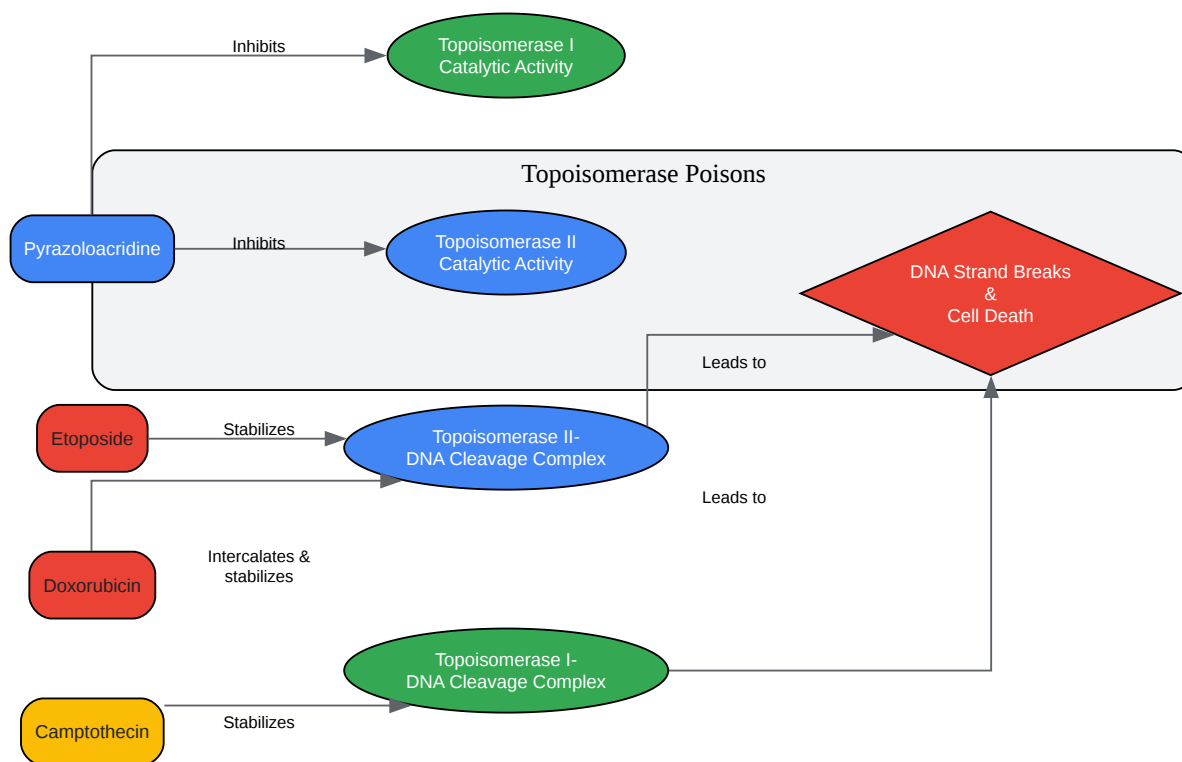 Inhibits
Topoisomerase I
Catalytic Activity
Topoisomerase Poisons
Pyrazoloacridine
Inhibits
Topoisomerase II
Catalytic Activity
DNA Strand Breaks
&
Cell Death
Leads to
Etoposide
Stabilizes
Topoisomerase II-
DNA Cleavage Complex
Leads to
Doxorubicin
Intercalates &
stabilizes
Topoisomerase I-
DNA Cleavage Complex
Camptothecin
Stabilizes